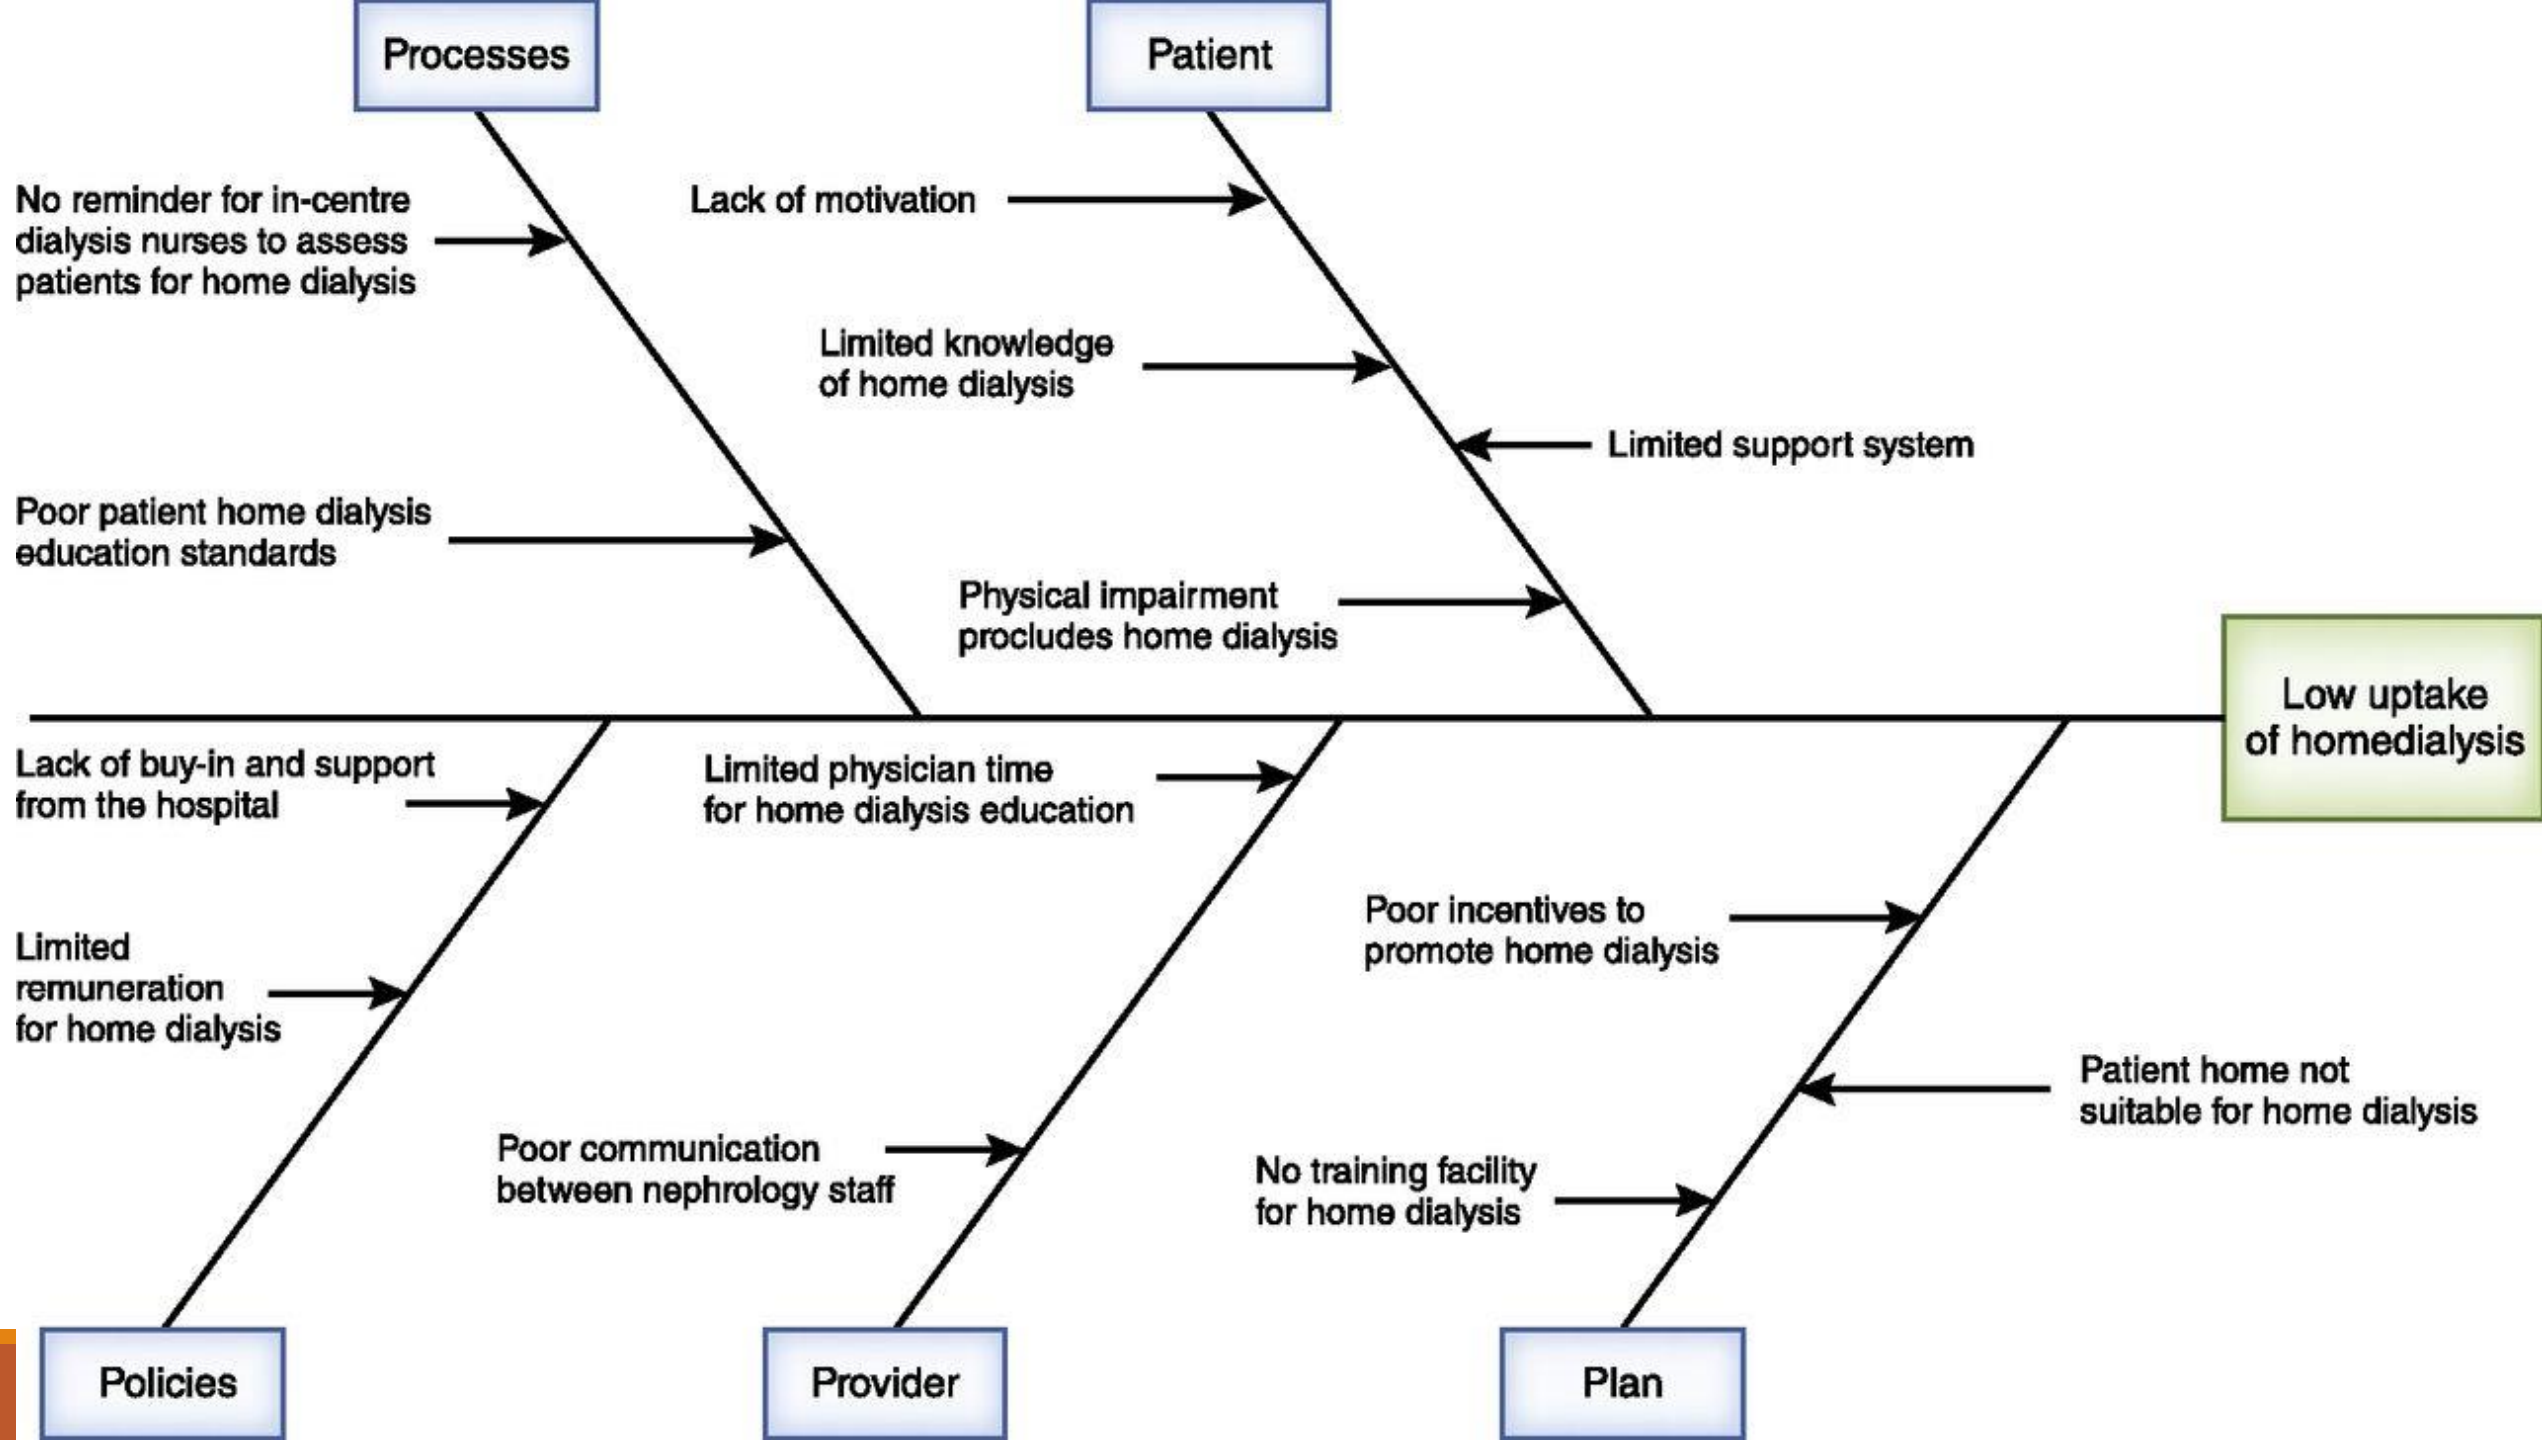 Processes
Patient
No reminder for in-centre
dialysis nurses to assess
patients for home dialysis
Lack of motivation
Limited knowledge
of home dialysis
Limited support system
Poor patient home dialysis
education standards
Physical impairment
procludes home dialysis
Low uptake
of homedialysis
Lack of buy-in and support
from the hospital
Limited physician time
for home dialysis education
Poor incentives to
promote home dialysis
Limited
remuneration
for home dialysis
Patient home not
suitable for home dialysis
Poor communication
between nephrology staff
No training facility
for home dialysis
Policies
Provider
Plan